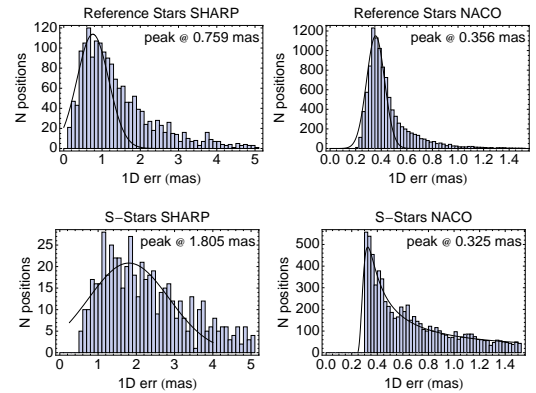 Reference Stars SHARP
peak @ 0.759 mas
N positions
120
100
80
60
40
20
0
0 1 2 3 4 5
1D err (mas)
Reference Stars NACO
peak @ 0.356 mas
N positions
1200
1000
800
600
400
200
0
0.0 0.2 0.4 0.6 0.8 1.0 1.2 1.4
1D err (mas)
S−Stars SHARP
peak @ 1.805 mas
N positions
25
20
15
10
5
0
0 1 2 3 4 5
1D err (mas)
S−Stars NACO
peak @ 0.325 mas
N positions
500
400
300
200
100
0
0.0 0.2 0.4 0.6 0.8 1.0 1.2 1.4
1D err (mas)